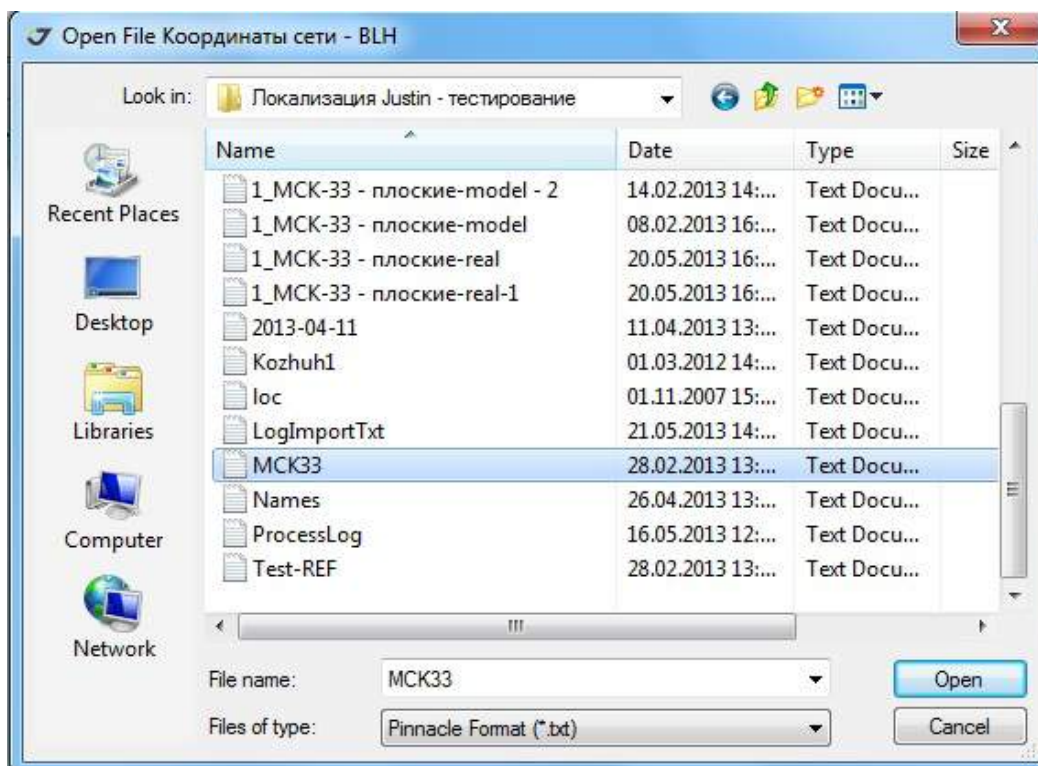 Open File Координаты сети - BLH
Look in: Локализация Justin - тестирование
Name Date Type Size
1_МСК-33 - плоские-model - 2 14.02.2013 14:... Text Docu...
1_МСК-33 - плоские-model 08.02.2013 16:... Text Docu...
1_МСК-33 - плоские-real 20.05.2013 16:... Text Docu...
1_МСК-33 - плоские-real-1 20.05.2013 16:... Text Docu...
2013-04-11 11.04.2013 13:... Text Docu...
Kozhuh1 01.03.2012 14:... Text Docu...
loc 01.11.2007 15:... Text Docu...
LogImportTxt 21.05.2013 14:... Text Docu...
МСК33 28.02.2013 13:... Text Docu...
Names 26.04.2013 13:... Text Docu...
ProcessLog 16.05.2013 12:... Text Docu...
Test-REF 28.02.2013 13:... Text Docu...
Recent Places
Desktop
Libraries
Computer
Network
File name: МСК33 Open
Files of type: Pinnacle Format (*.txt) Cancel